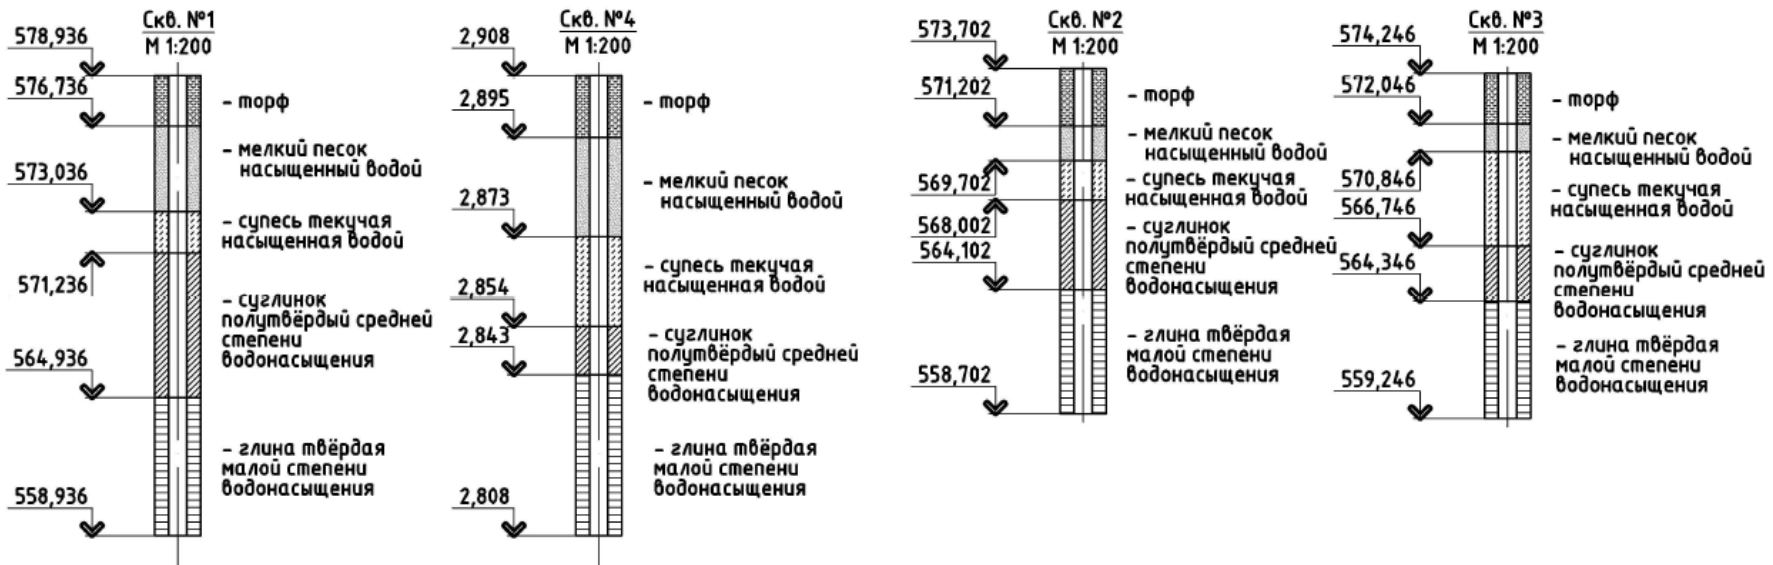 Скв. №1
М 1:200
578,936
576,736
573,036
571,236
564,936
558,936
- торф
- мелкий песок
насыщенный водой
- супесь текучая
насыщенная водой
- суглинок
полутвёрдый средней
степени
водонасыщения
- глина твёрдая
малой степени
водонасыщения
Скв. №4
М 1:200
2,908
2,895
2,873
2,854
2,843
2,808
- торф
- мелкий песок
насыщенный водой
- супесь текучая
насыщенная водой
- суглинок
полутвёрдый средней
степени
водонасыщения
- глина твёрдая
малой степени
водонасыщения
Скв. №2
М 1:200
573,702
571,202
569,702
568,002
564,102
558,702
- торф
- мелкий песок
насыщенный водой
- супесь текучая
насыщенная водой
- суглинок
полутвёрдый средней
степени
водонасыщения
- глина твёрдая
малой степени
водонасыщения
Скв. №3
М 1:200
574,246
572,046
570,846
566,746
564,346
559,246
- торф
- мелкий песок
насыщенный водой
- супесь текучая
насыщенная водой
- суглинок
полутвёрдый средней
степени
водонасыщения
- глина твёрдая
малой степени
водонасыщения